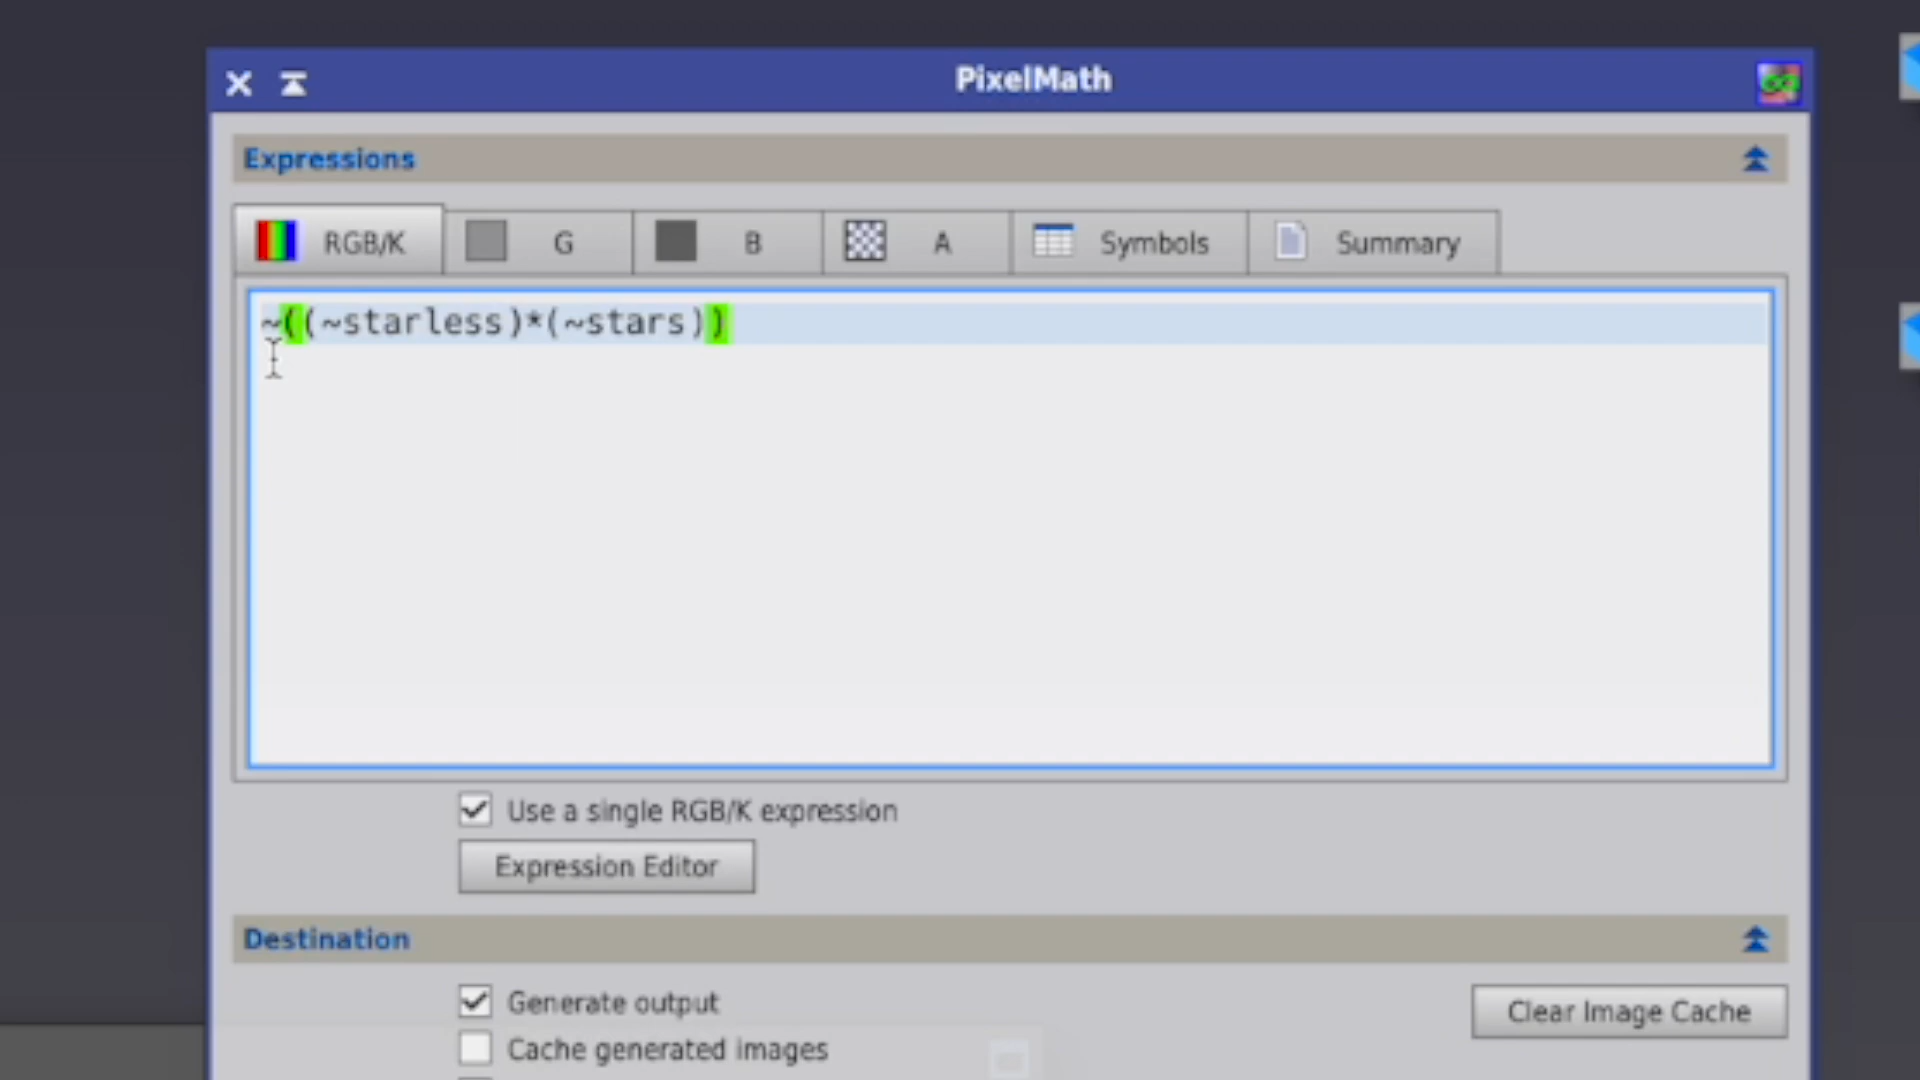 PixelMath
Expressions
RGB/K G B A Symbols Summary
~((~starless)*(~stars))
Use a single RGB/K expression
Expression Editor
Destination
Generate output
Clear Image Cache
Cache generated images